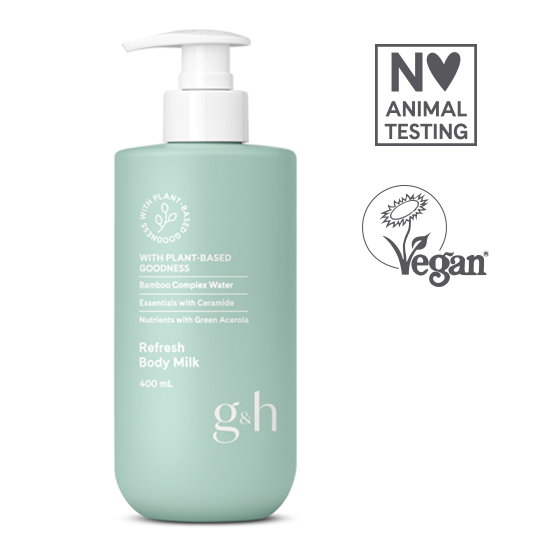 WITH PLANT-BASED GOODNESS
WITH PLANT-BASED
GOODNESS
Bamboo Complex Water
Essentials with Ceramide
Nutrients with Green Acerola
Refresh
Body Milk
400 mL
g&h
N♥
ANIMAL
TESTING
Vegan